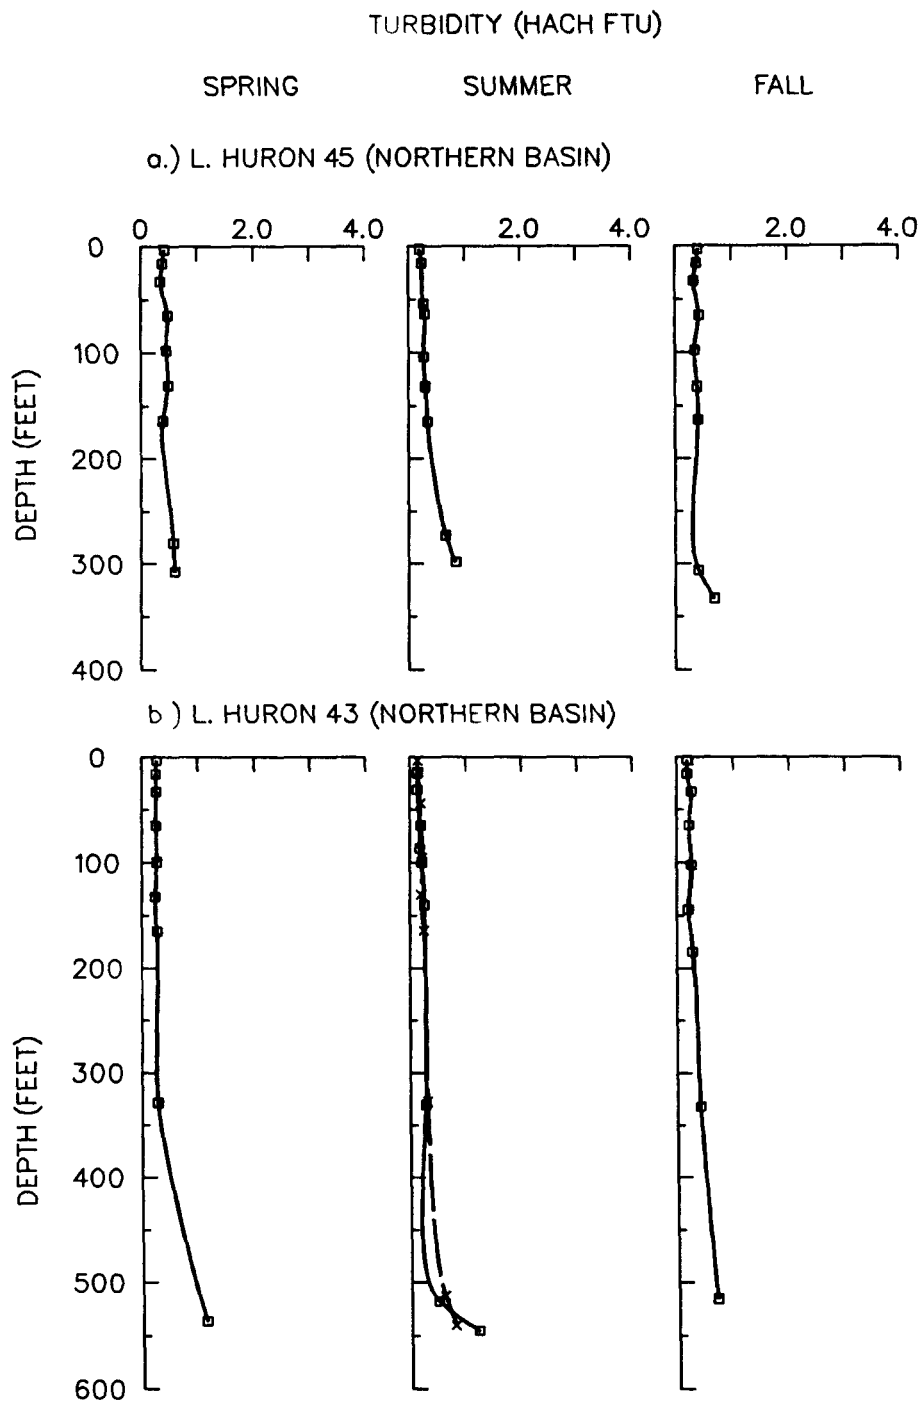 TURBIDITY (HACH FTU)
SPRING SUMMER FALL
a.) L. HURON 45 (NORTHERN BASIN)
0 2.0 4.0 2.0 4.0 2.0 4.0
0
100
200
300
400
DEPTH (FEET)
b ) L. HURON 43 (NORTHERN BASIN)
0
100
200
300
400
500
600
DEPTH (FEET)